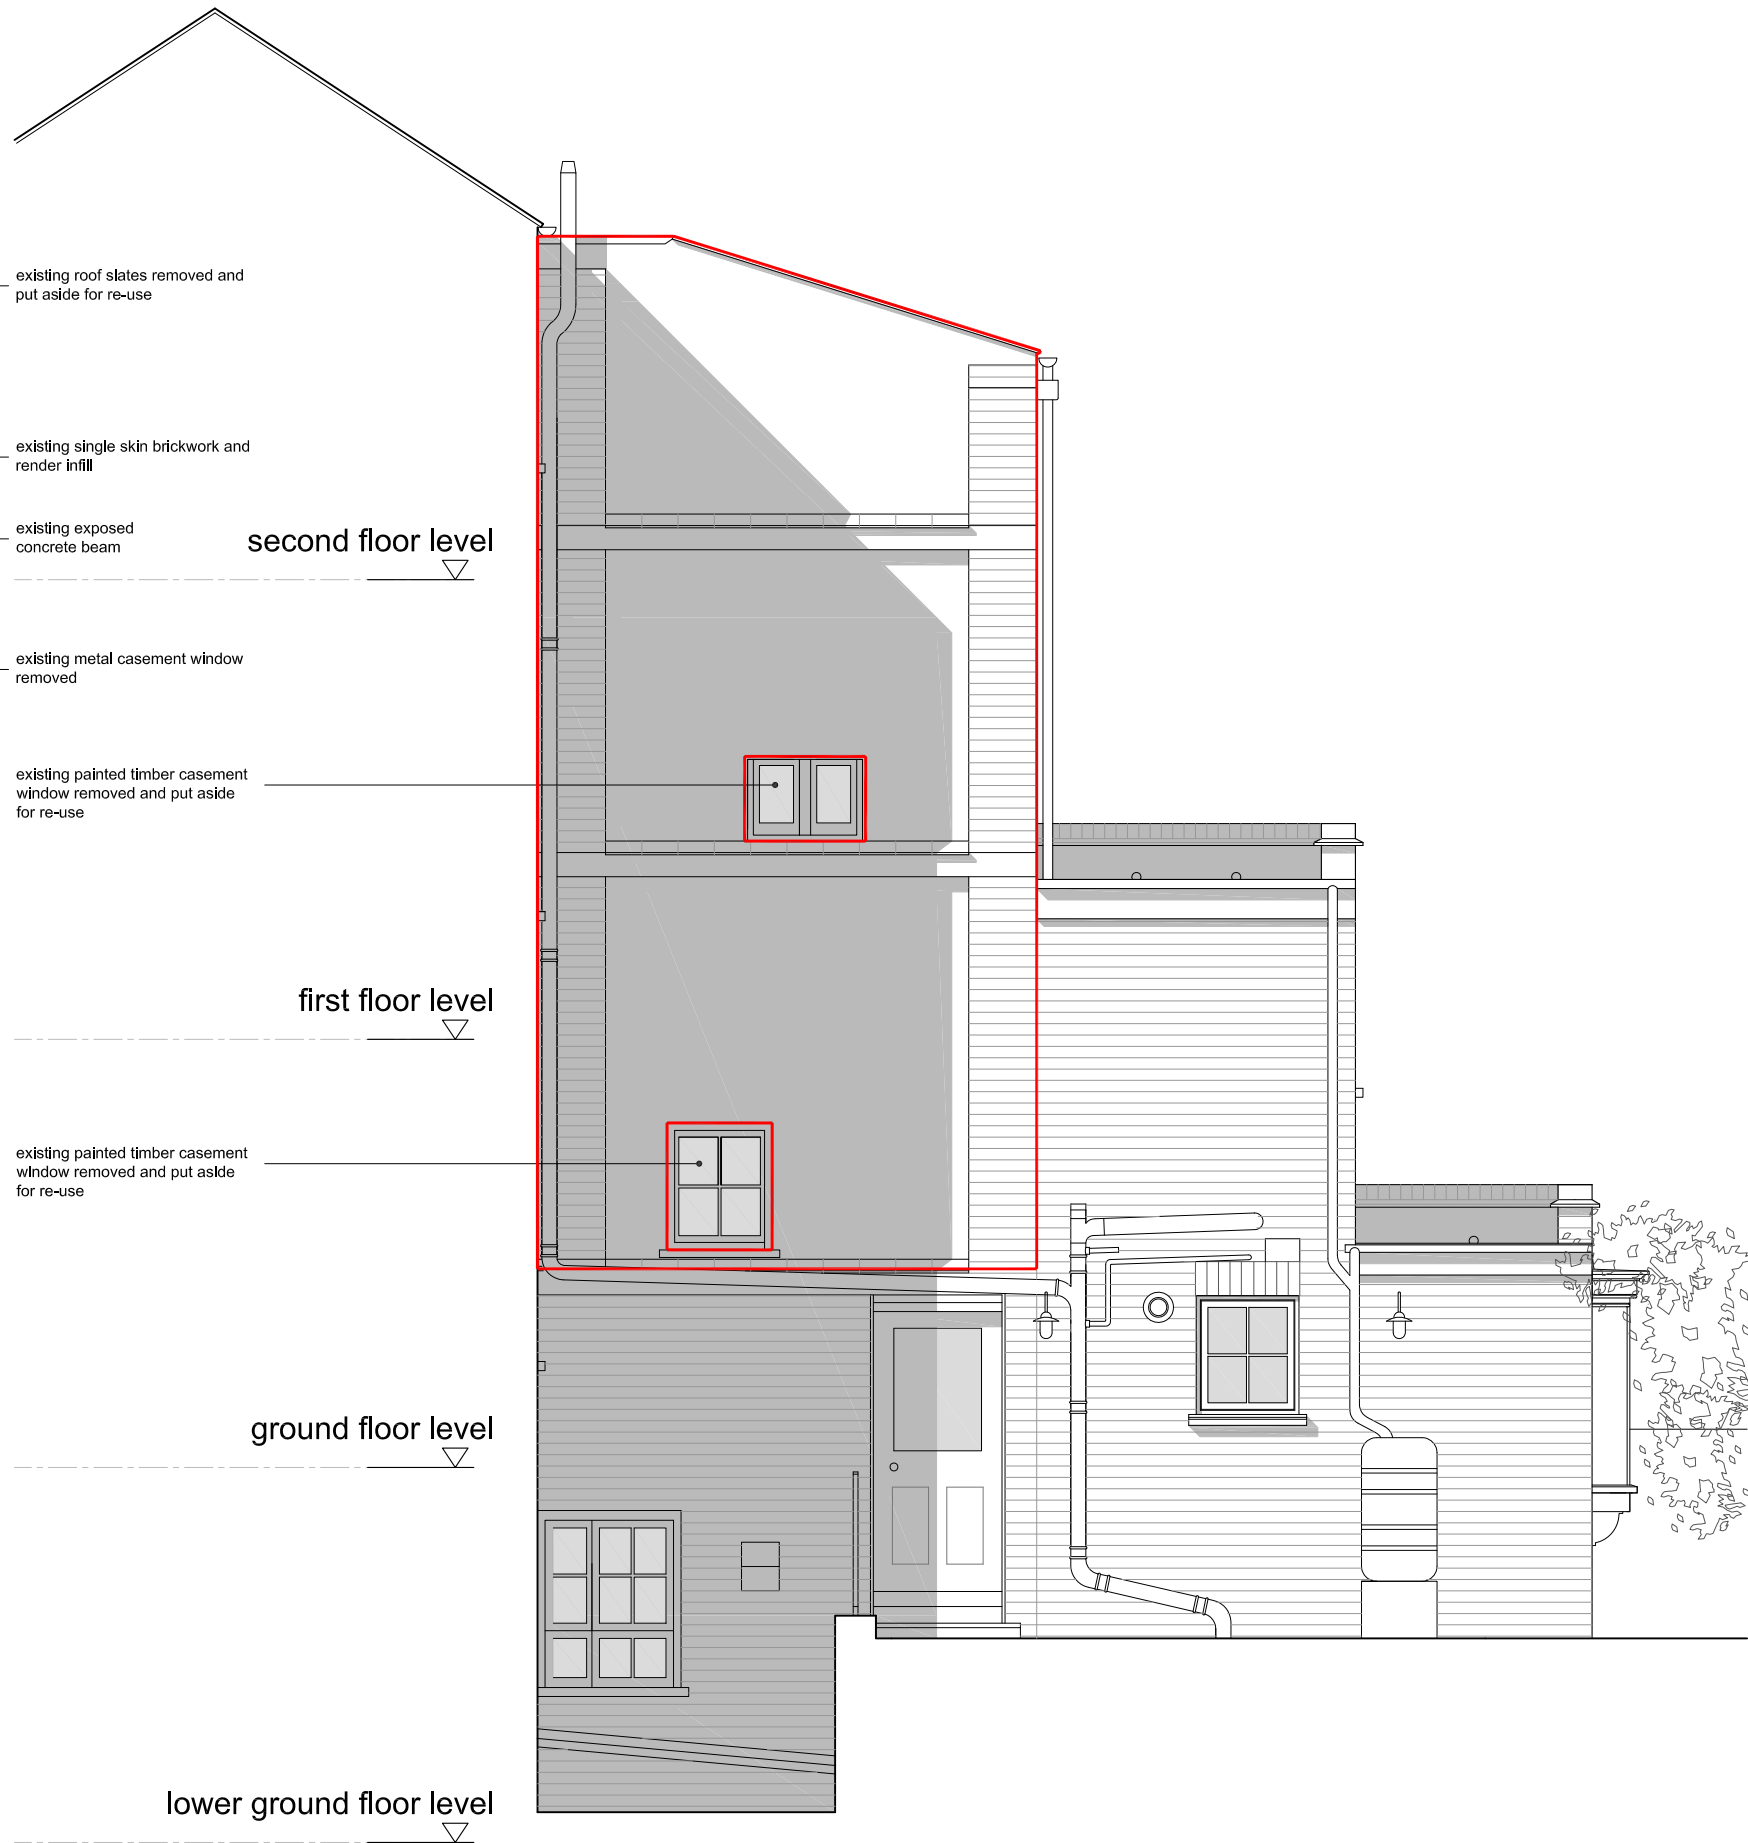 existing roof slates removed and
put aside for re-use
existing single skin brickwork and
render infill
existing exposed
concrete beam
second floor level
existing metal casement window
removed
existing painted timber casement
window removed and put aside
for re-use
first floor level
existing painted timber casement
window removed and put aside
for re-use
ground floor level
lower ground floor level